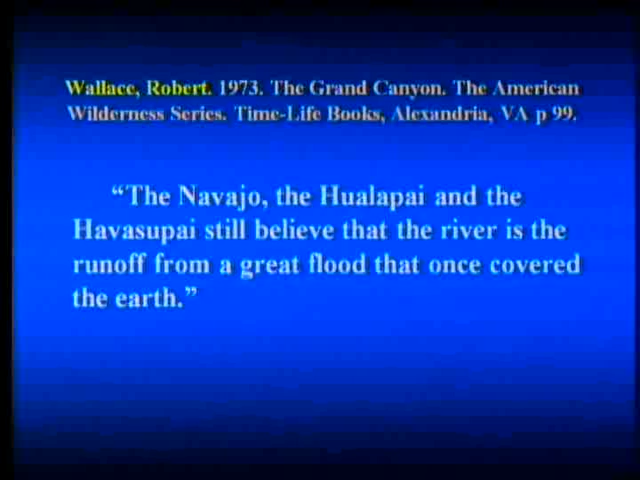 Wallace, Robert. 1973. The Grand Canyon. The American
Wilderness Series. Time-Life Books, Alexandria, VA p 99.
“The Navajo, the Hualapai and the
Havasupai still believe that the river is the
runoff from a great flood that once covered
the earth.”